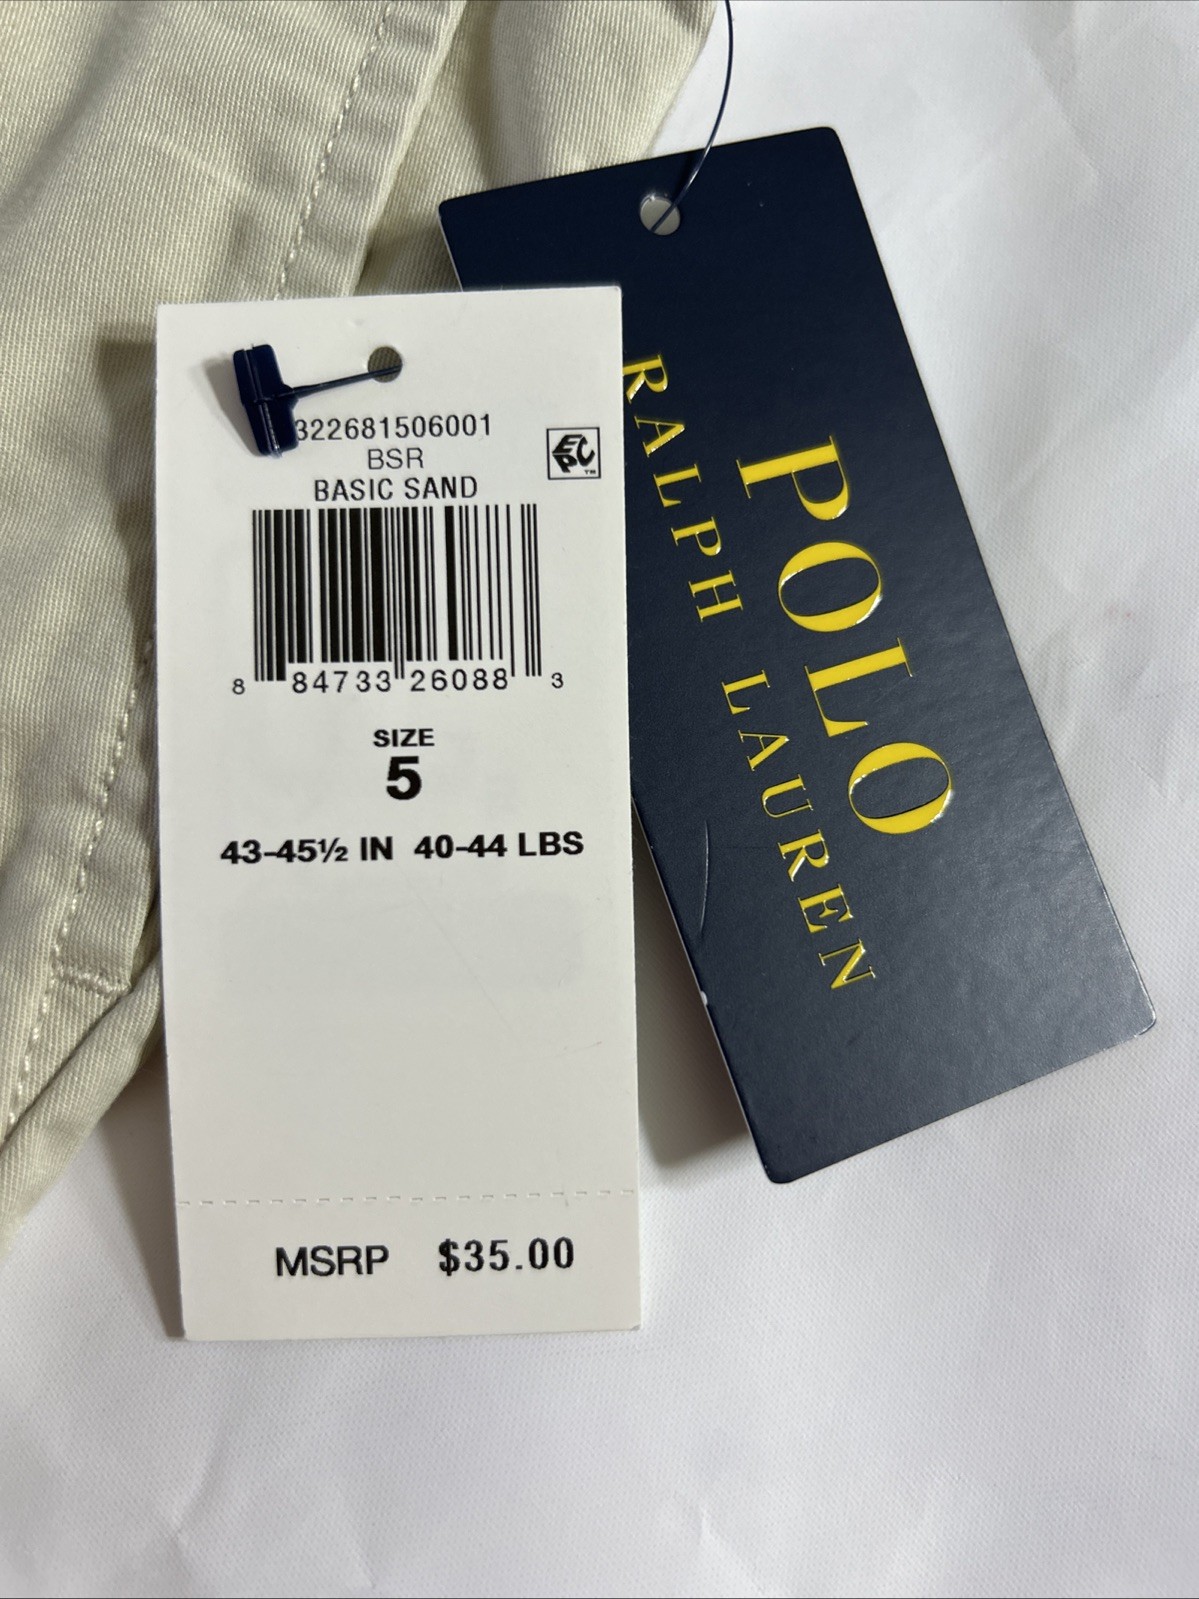 322681506001
BSR
BASIC SAND
EPC™
8 84733 26088 3
SIZE
5
43-45½ IN 40-44 LBS
MSRP $35.00
POLO
RALPH LAUREN